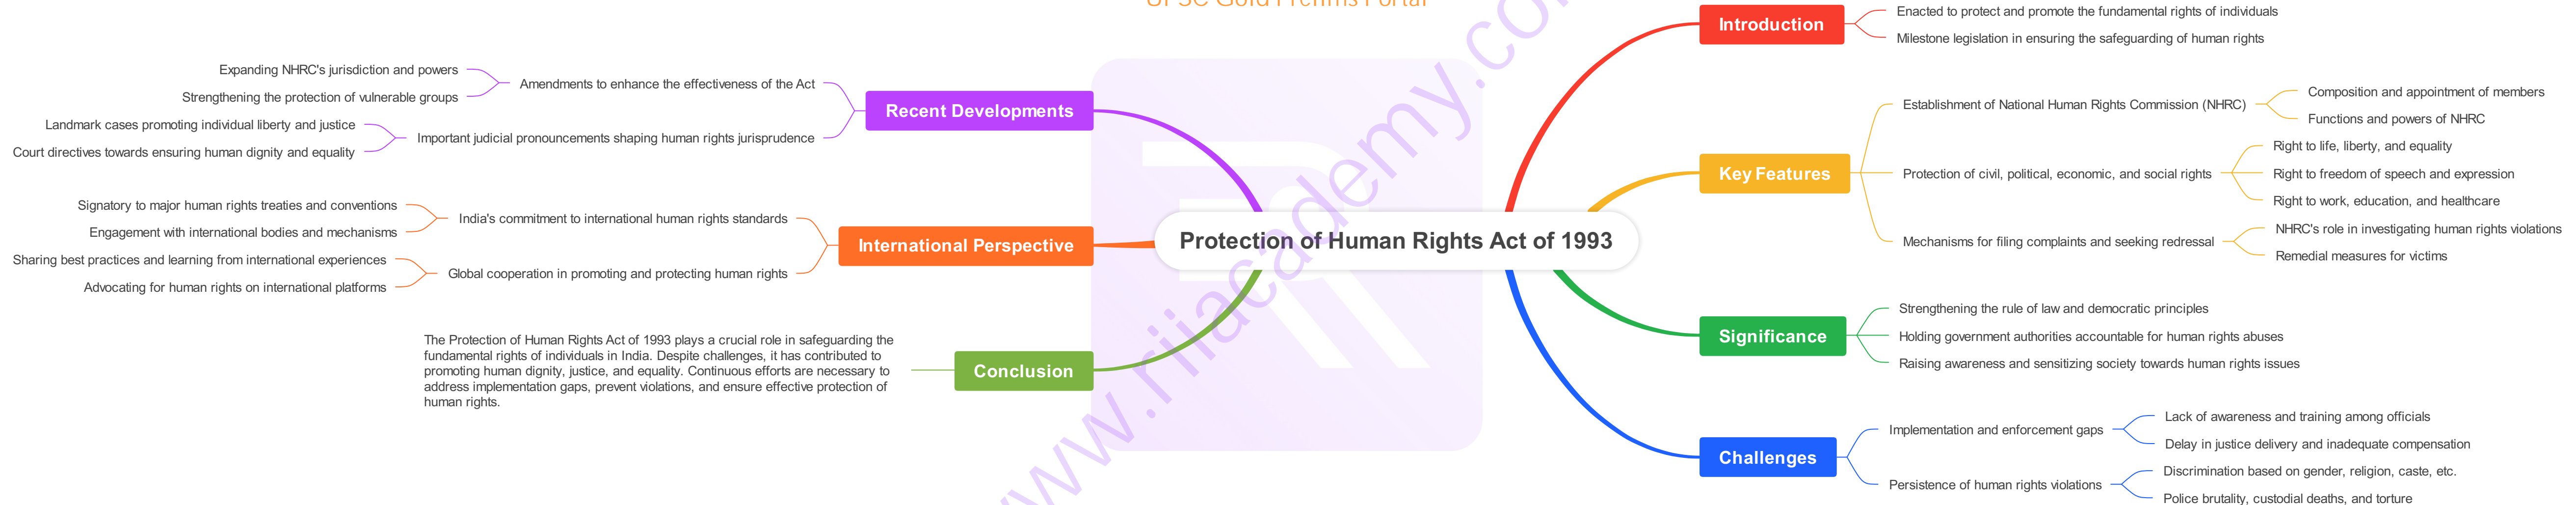 UPSC Gold Prelims Portal
Protection of Human Rights Act of 1993
Introduction
Enacted to protect and promote the fundamental rights of individuals
Milestone legislation in ensuring the safeguarding of human rights
Key Features
Establishment of National Human Rights Commission (NHRC)
Composition and appointment of members
Functions and powers of NHRC
Protection of civil, political, economic, and social rights
Right to life, liberty, and equality
Right to freedom of speech and expression
Right to work, education, and healthcare
Mechanisms for filing complaints and seeking redressal
NHRC's role in investigating human rights violations
Remedial measures for victims
Significance
Strengthening the rule of law and democratic principles
Holding government authorities accountable for human rights abuses
Raising awareness and sensitizing society towards human rights issues
Challenges
Implementation and enforcement gaps
Lack of awareness and training among officials
Delay in justice delivery and inadequate compensation
Persistence of human rights violations
Discrimination based on gender, religion, caste, etc.
Police brutality, custodial deaths, and torture
Recent Developments
Amendments to enhance the effectiveness of the Act
Expanding NHRC's jurisdiction and powers
Strengthening the protection of vulnerable groups
Important judicial pronouncements shaping human rights jurisprudence
Landmark cases promoting individual liberty and justice
Court directives towards ensuring human dignity and equality
International Perspective
India's commitment to international human rights standards
Signatory to major human rights treaties and conventions
Engagement with international bodies and mechanisms
Global cooperation in promoting and protecting human rights
Sharing best practices and learning from international experiences
Advocating for human rights on international platforms
Conclusion
The Protection of Human Rights Act of 1993 plays a crucial role in safeguarding the
fundamental rights of individuals in India. Despite challenges, it has contributed to
promoting human dignity, justice, and equality. Continuous efforts are necessary to
address implementation gaps, prevent violations, and ensure effective protection of
human rights.